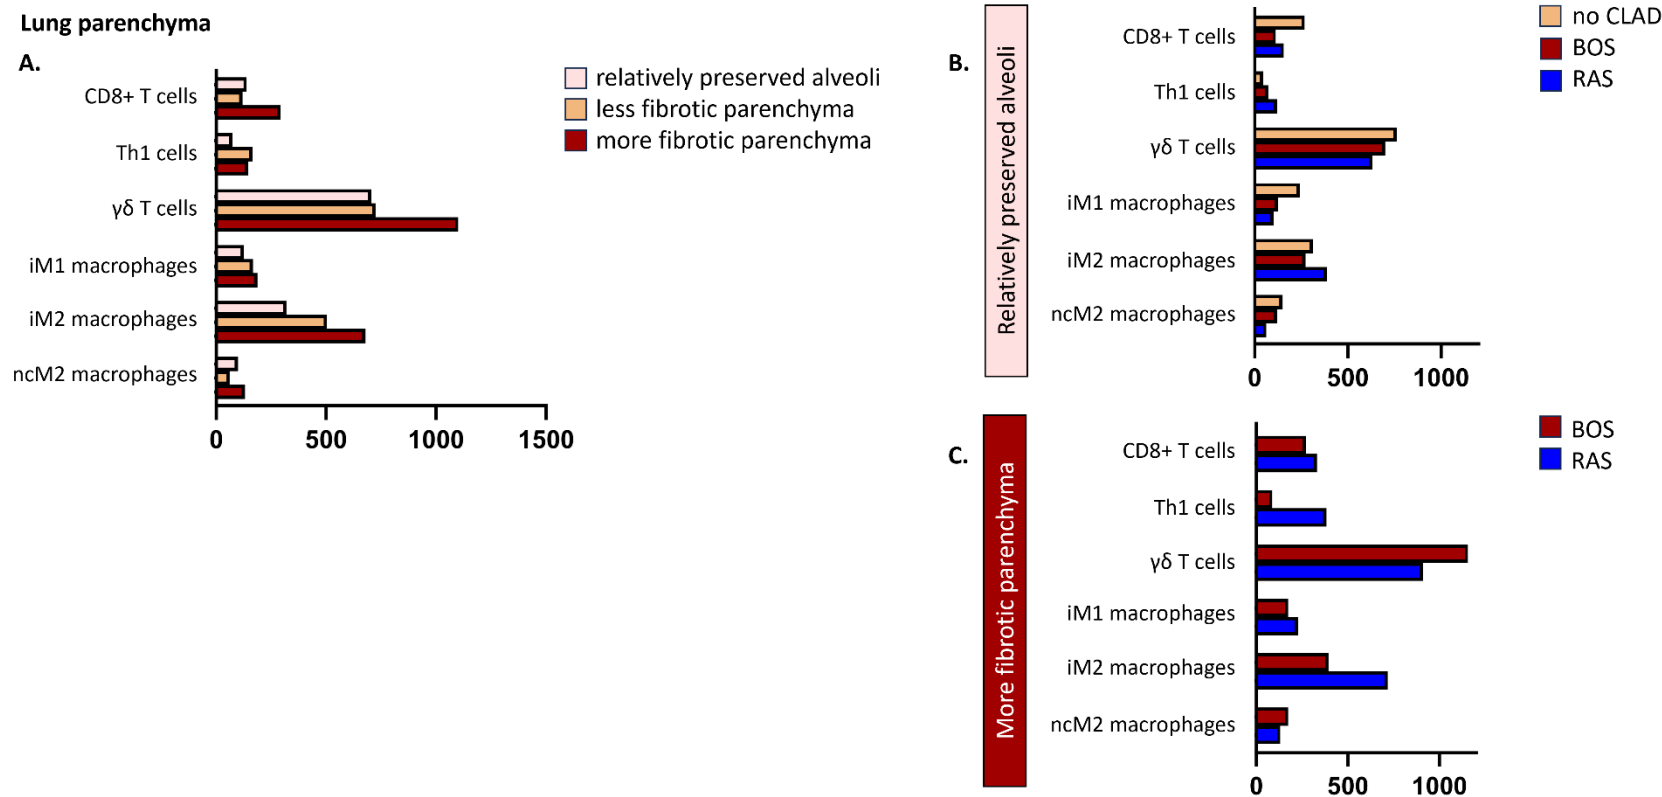 Lung parenchyma
A.
relatively preserved alveoli
less fibrotic parenchyma
more fibrotic parenchyma
CD8+ T cells
Th1 cells
γδ T cells
iM1 macrophages
iM2 macrophages
ncM2 macrophages
0 500 1000 1500
B.
Relatively preserved alveoli
no CLAD
BOS
RAS
CD8+ T cells
Th1 cells
γδ T cells
iM1 macrophages
iM2 macrophages
ncM2 macrophages
0 500 1000
C.
More fibrotic parenchyma
BOS
RAS
CD8+ T cells
Th1 cells
γδ T cells
iM1 macrophages
iM2 macrophages
ncM2 macrophages
0 500 1000